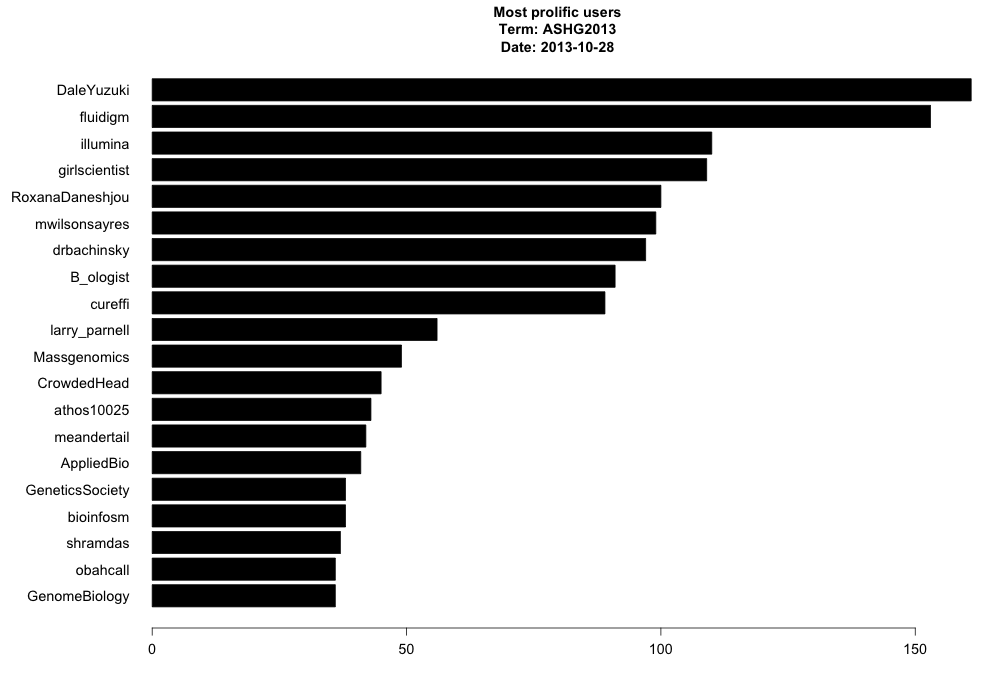 Most prolific users
Term: ASHG2013
Date: 2013-10-28
DaleYuzuki
fluidigm
illumina
girlscientist
RoxanaDaneshjou
mwilsonsayres
drbachinsky
B_ologist
cureffi
larry_parnell
Massgenomics
CrowdedHead
athos10025
meandertail
AppliedBio
GeneticsSociety
bioinfosm
shramdas
obahcall
GenomeBiology
0 50 100 150